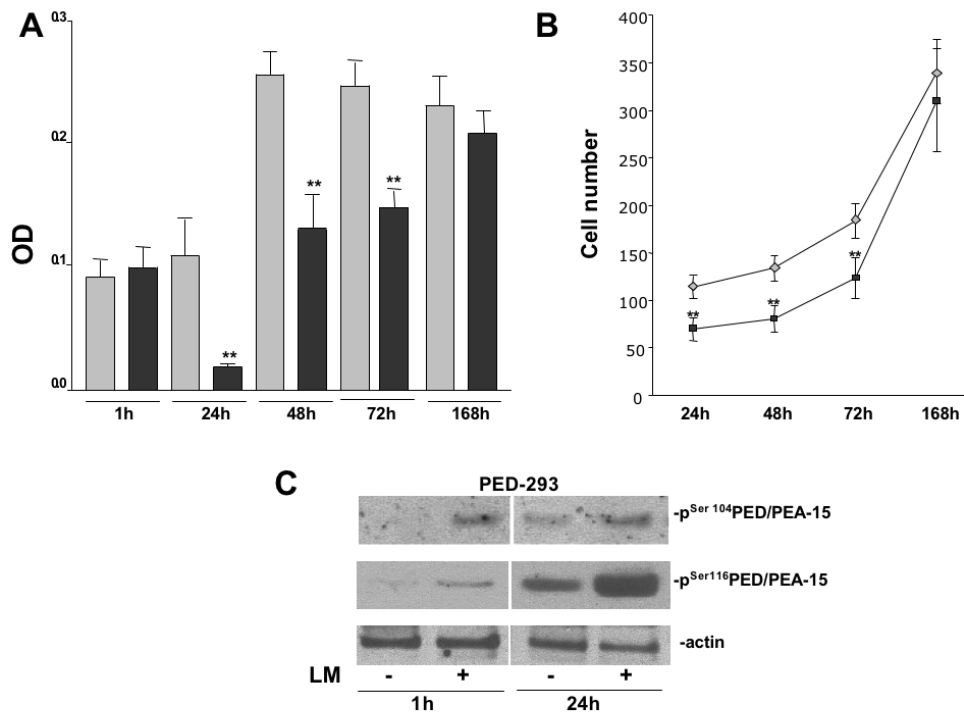 A
0.3
0.2
0.1
0.0
OD
**
**
**
1h 24h 48h 72h 168h
B
400
350
300
250
200
150
100
50
0
Cell number
**
**
**
24h 48h 72h 168h
C
PED-293
-pSer 104PED/PEA-15
-pSer116PED/PEA-15
-actin
LM - + - +
1h 24h